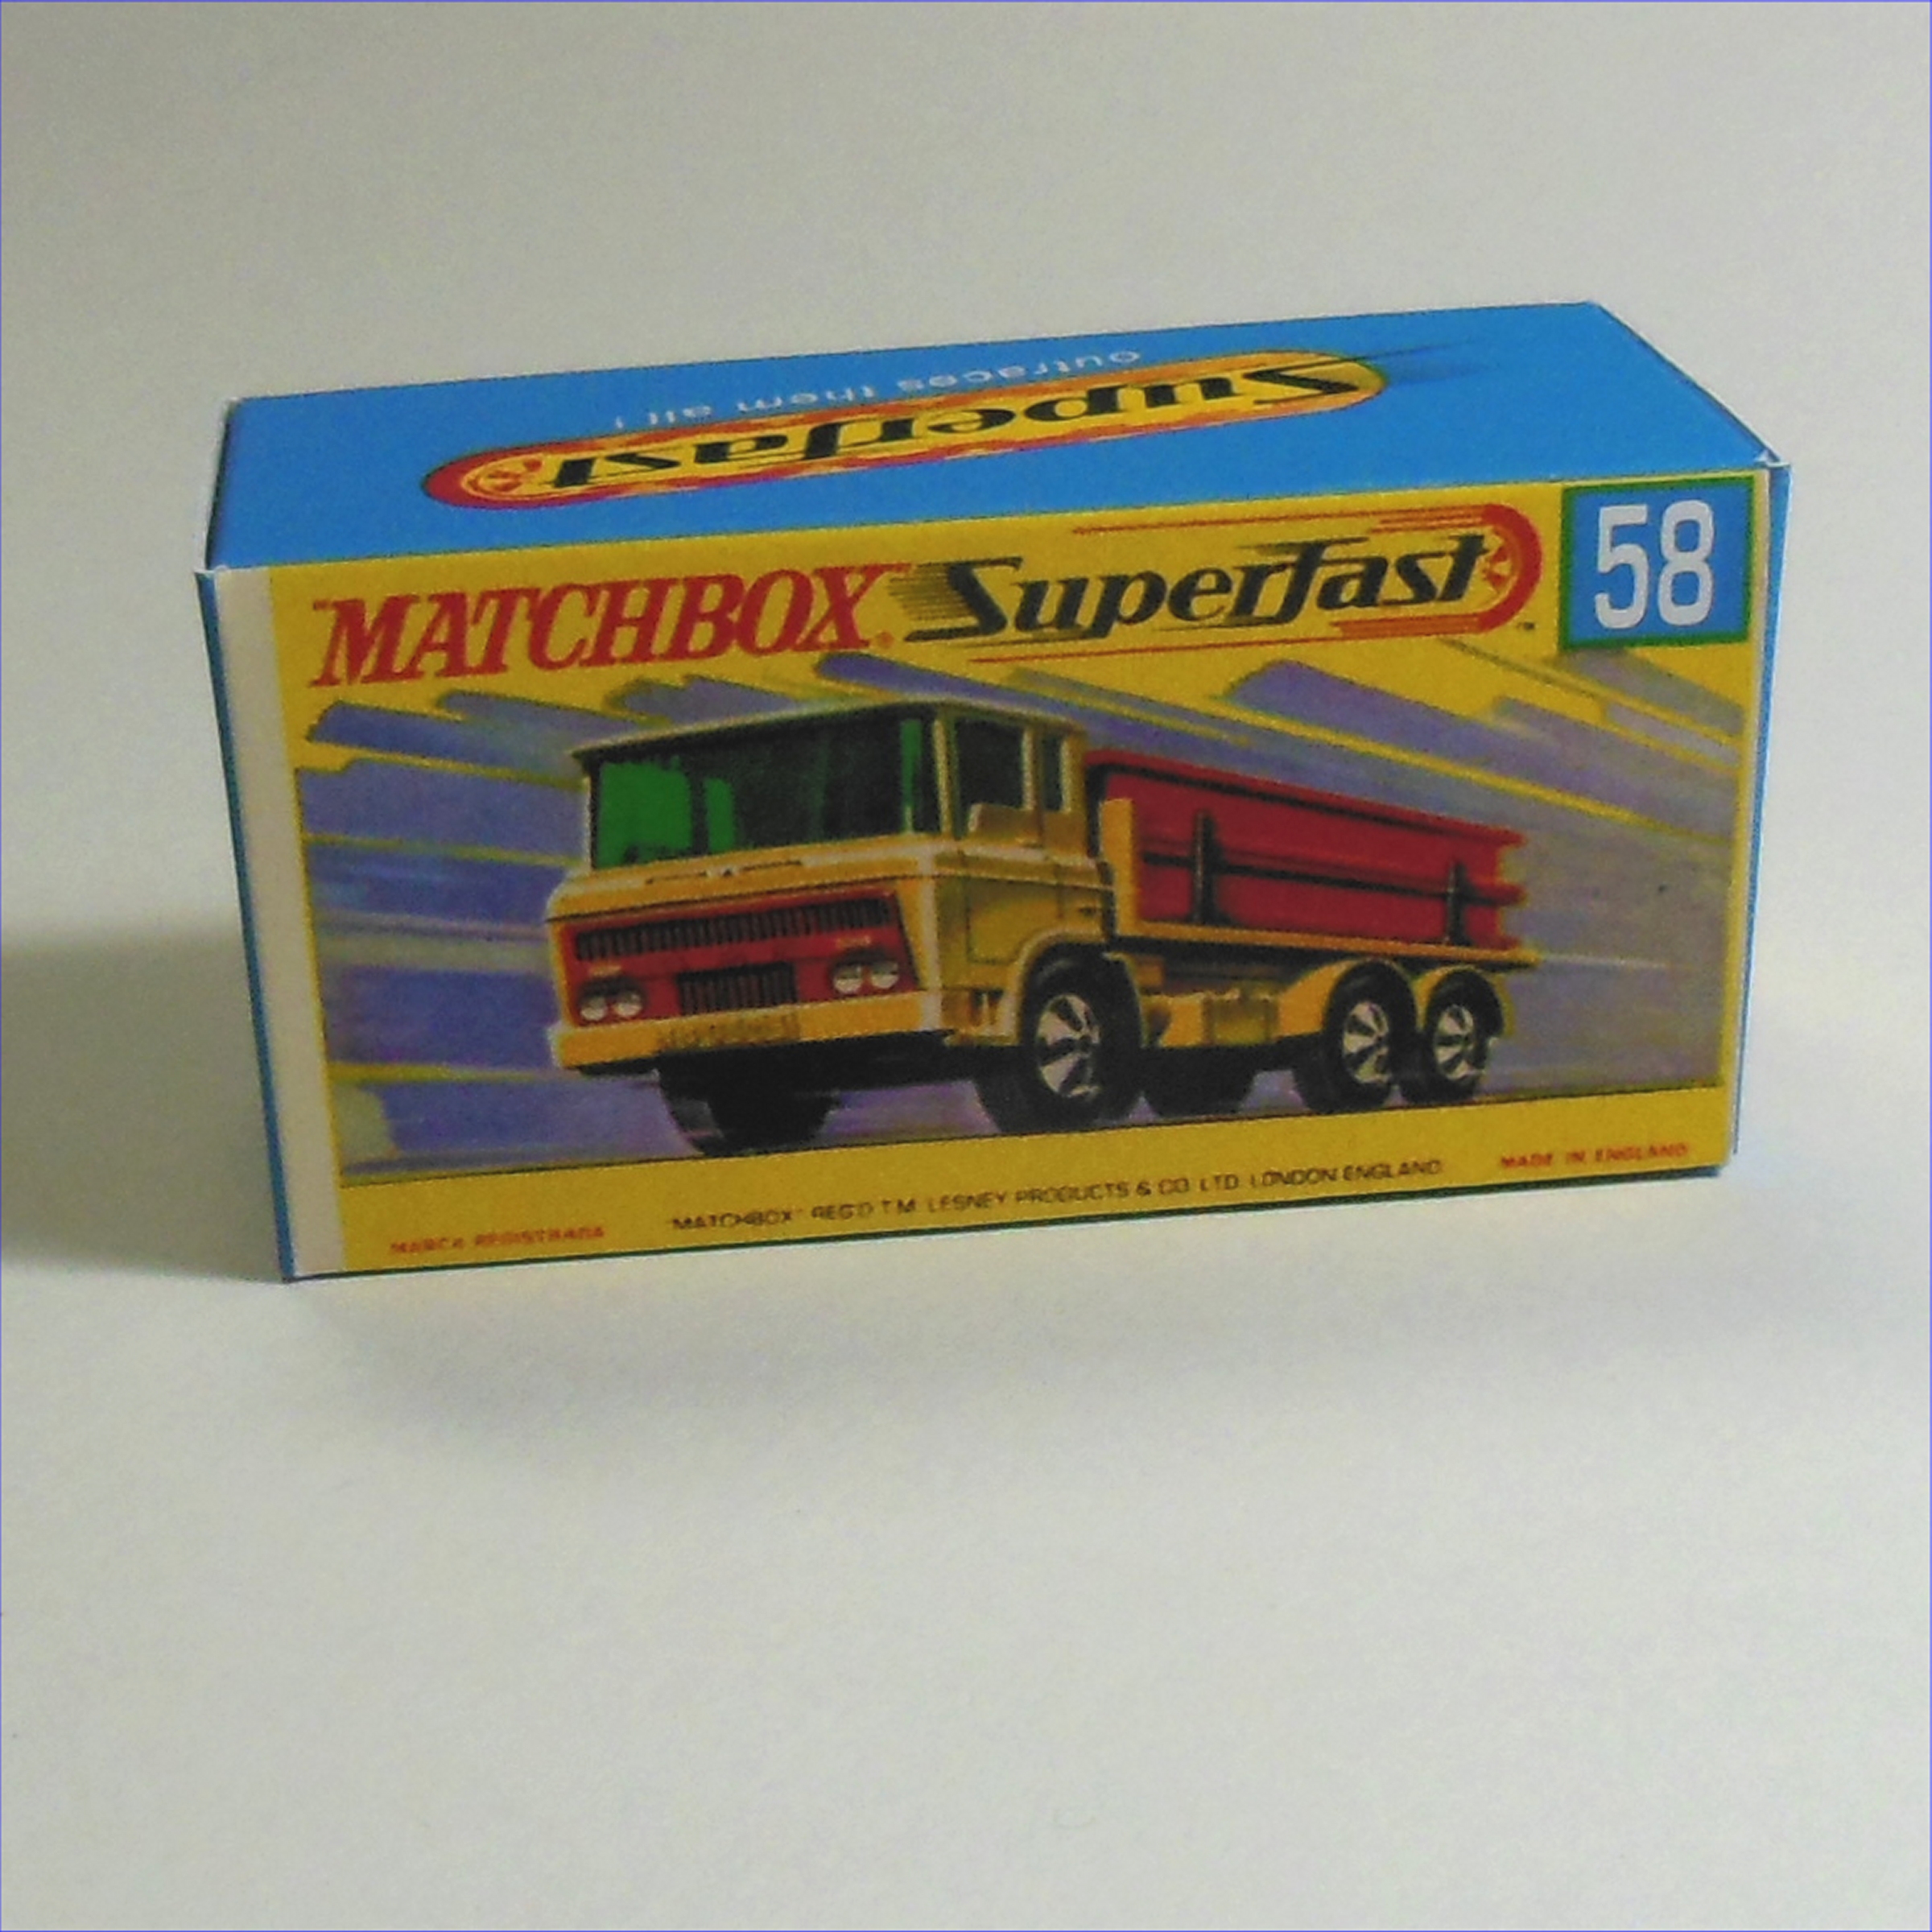 Superfast
outraces them all!
MATCHBOX® Superfast™ 58
MARCA REGISTRADA "MATCHBOX" REG'D T.M. LESNEY PRODUCTS & CO. LTD. LONDON ENGLAND MADE IN ENGLAND